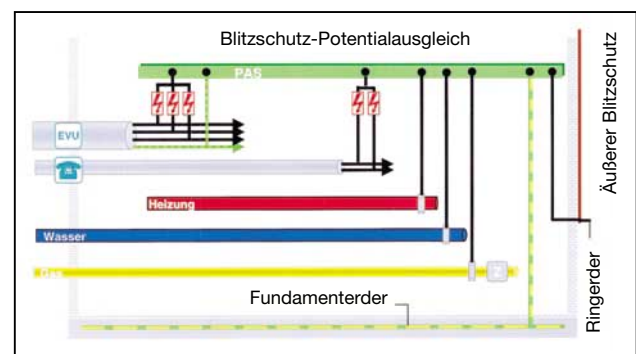 Blitzschutz-Potentialausgleich
PAS
EVU
Heizung
Wasser
Gas
Z
Fundamenterder
Äußerer Blitzschutz
Ringerder